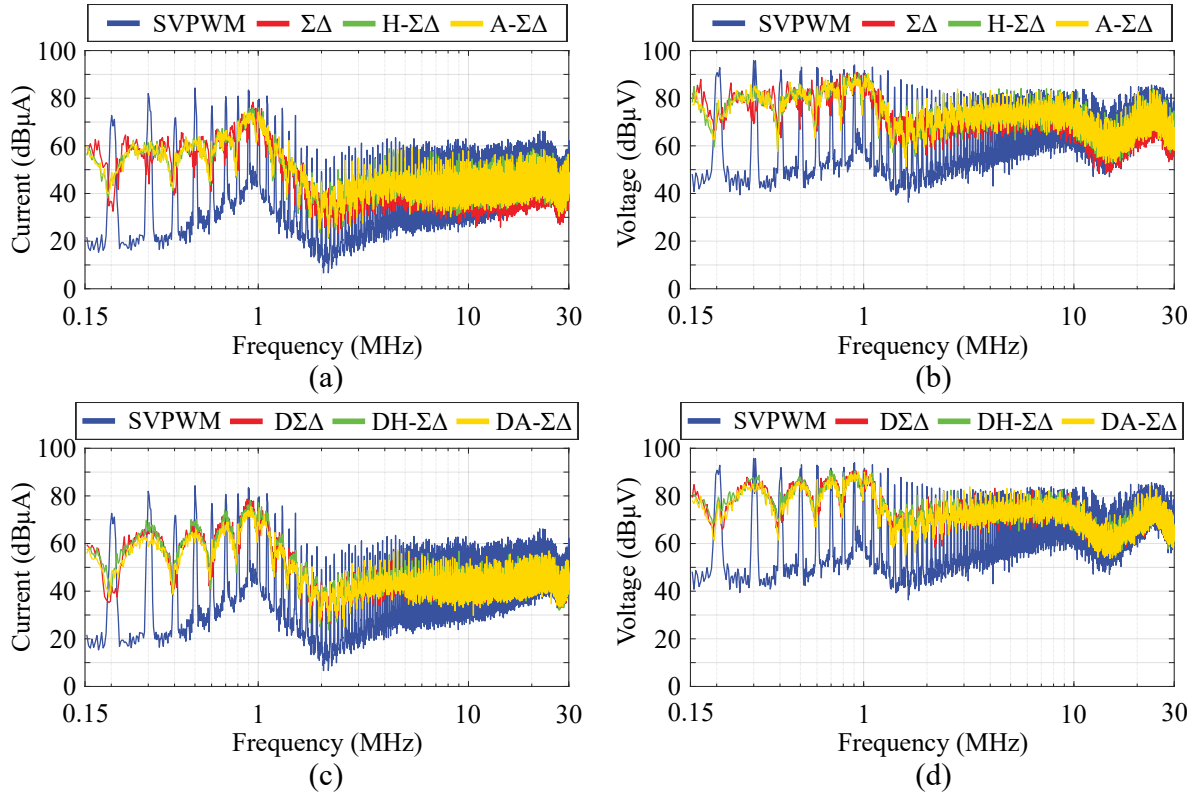 SVPWM ΣΔ H-ΣΔ A-ΣΔ
100
80
60
40
20
0
Current (dBμA)
0.15 1 10 30
Frequency (MHz)
(a)
SVPWM ΣΔ H-ΣΔ A-ΣΔ
100
80
60
40
20
0
Voltage (dBμV)
0.15 1 10 30
Frequency (MHz)
(b)
SVPWM DΣΔ DH-ΣΔ DA-ΣΔ
100
80
60
40
20
0
Current (dBμA)
0.15 1 10 30
Frequency (MHz)
(c)
SVPWM DΣΔ DH-ΣΔ DA-ΣΔ
100
80
60
40
20
0
Voltage (dBμV)
0.15 1 10 30
Frequency (MHz)
(d)